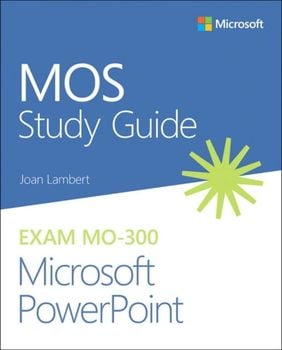 Microsoft
MOS
Study Guide
Joan Lambert
EXAM MO-300
Microsoft
PowerPoint